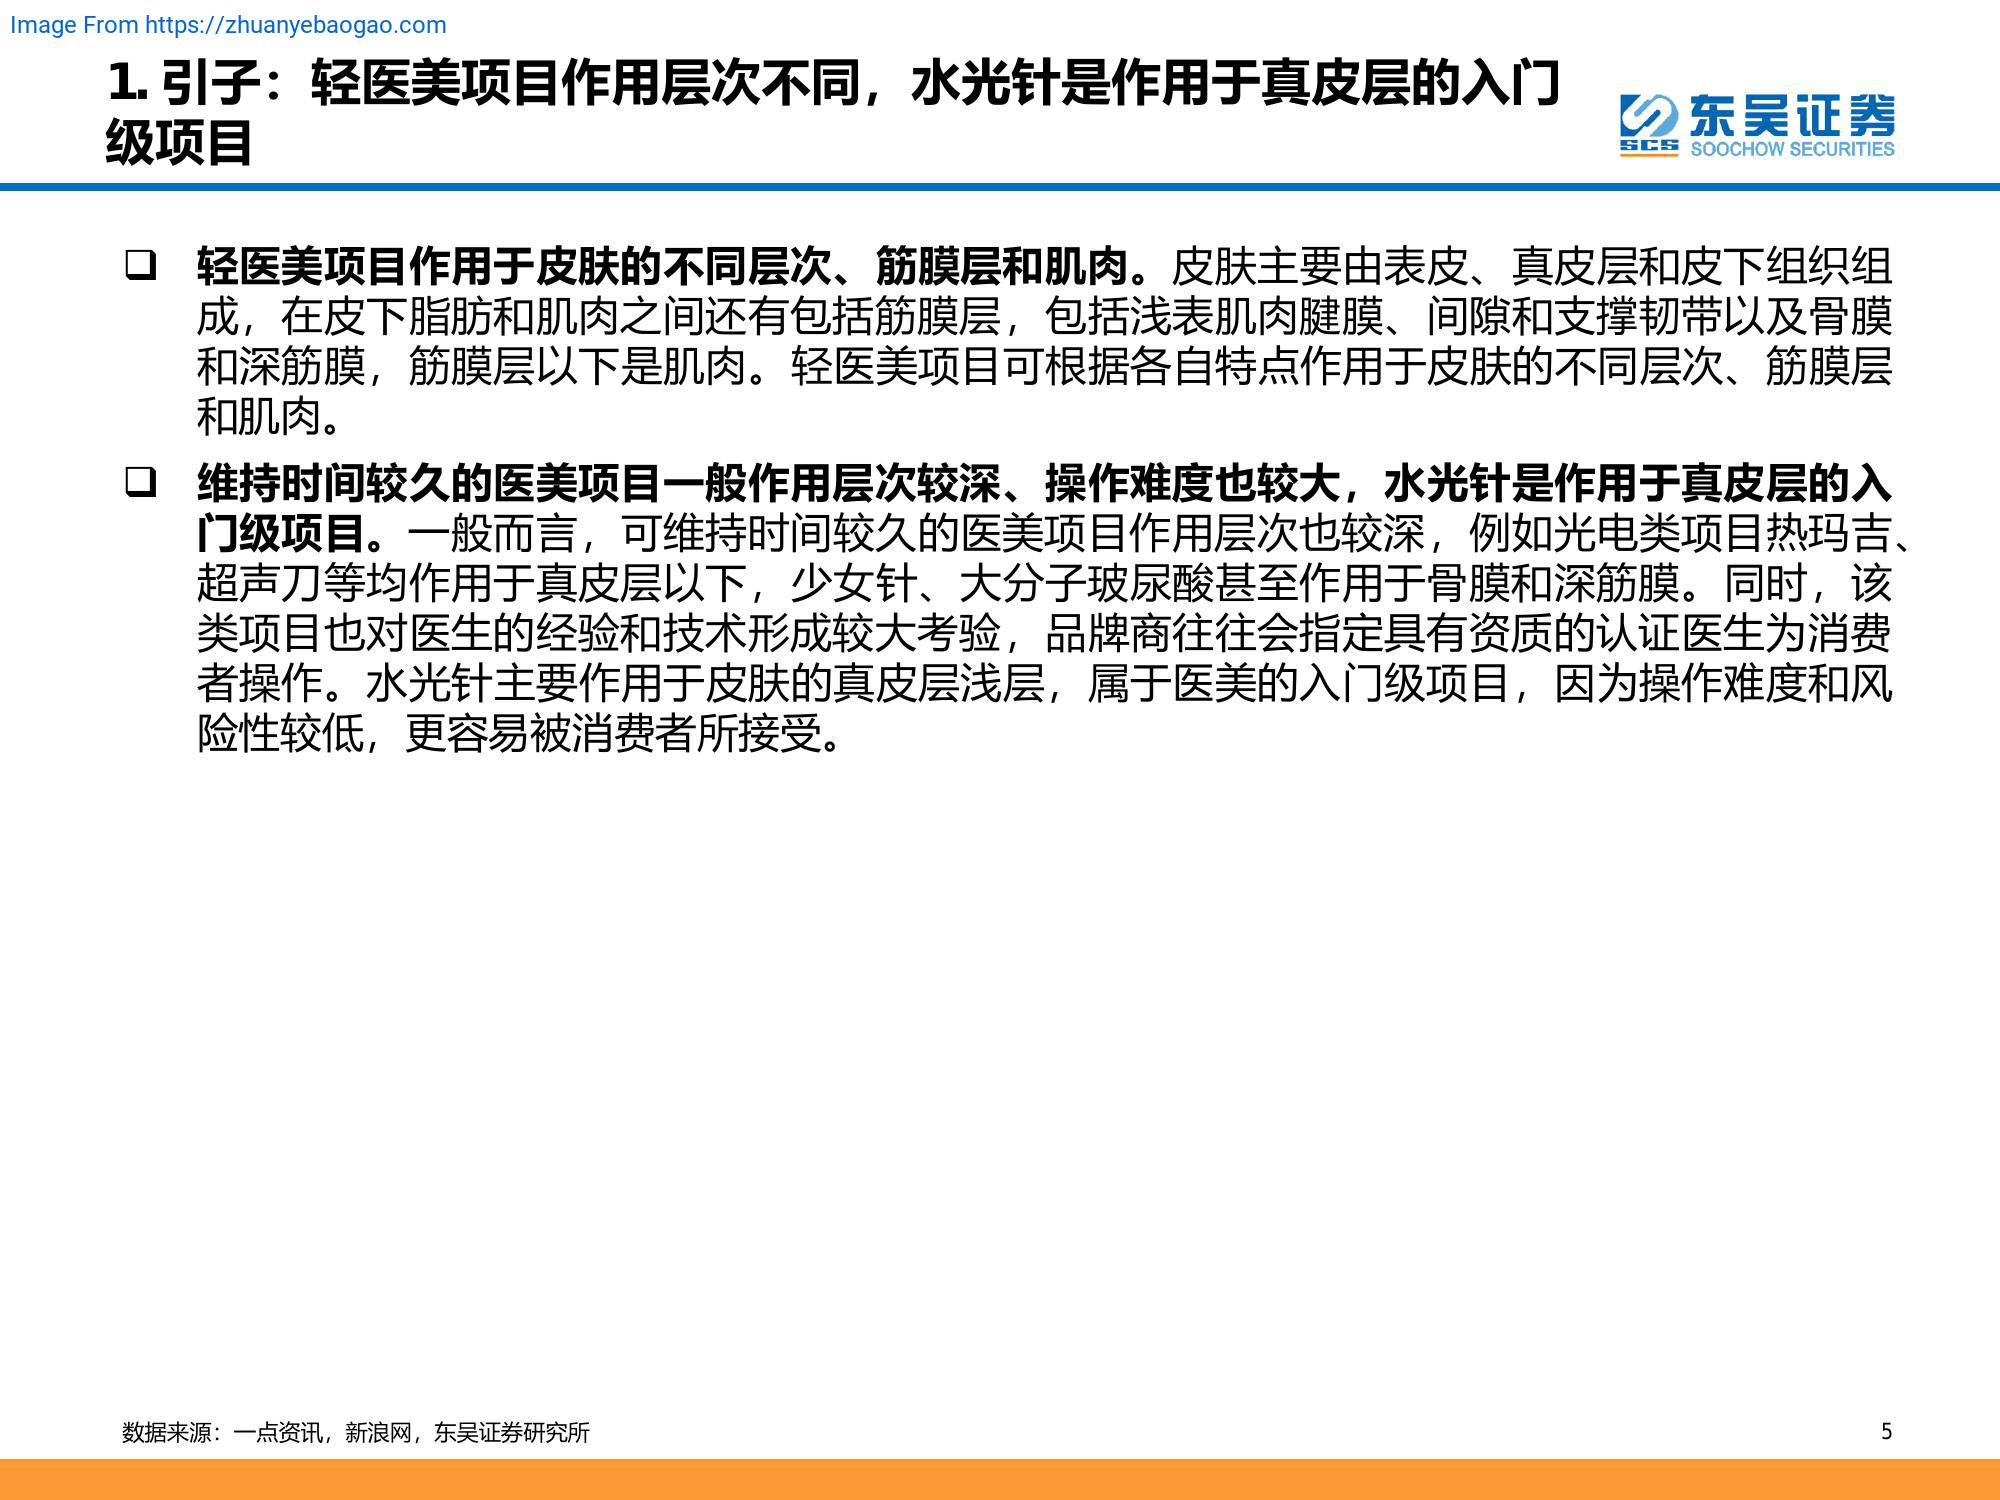 Image From https://zhuanyebaogao.com
1. 引子：轻医美项目作用层次不同，水光针是作用于真皮层的入门
级项目
东吴证券
SCS
SOOCHOW SECURITIES
❑ 轻医美项目作用于皮肤的不同层次、筋膜层和肌肉。皮肤主要由表皮、真皮层和皮下组织组
成，在皮下脂肪和肌肉之间还有包括筋膜层，包括浅表肌肉腱膜、间隙和支撑韧带以及骨膜
和深筋膜，筋膜层以下是肌肉。轻医美项目可根据各自特点作用于皮肤的不同层次、筋膜层
和肌肉。
❑ 维持时间较久的医美项目一般作用层次较深、操作难度也较大，水光针是作用于真皮层的入
门级项目。一般而言，可维持时间较久的医美项目作用层次也较深，例如光电类项目热玛吉、
超声刀等均作用于真皮层以下，少女针、大分子玻尿酸甚至作用于骨膜和深筋膜。同时，该
类项目也对医生的经验和技术形成较大考验，品牌商往往会指定具有资质的认证医生为消费
者操作。水光针主要作用于皮肤的真皮层浅层，属于医美的入门级项目，因为操作难度和风
险性较低，更容易被消费者所接受。
数据来源：一点资讯，新浪网，东吴证券研究所
5